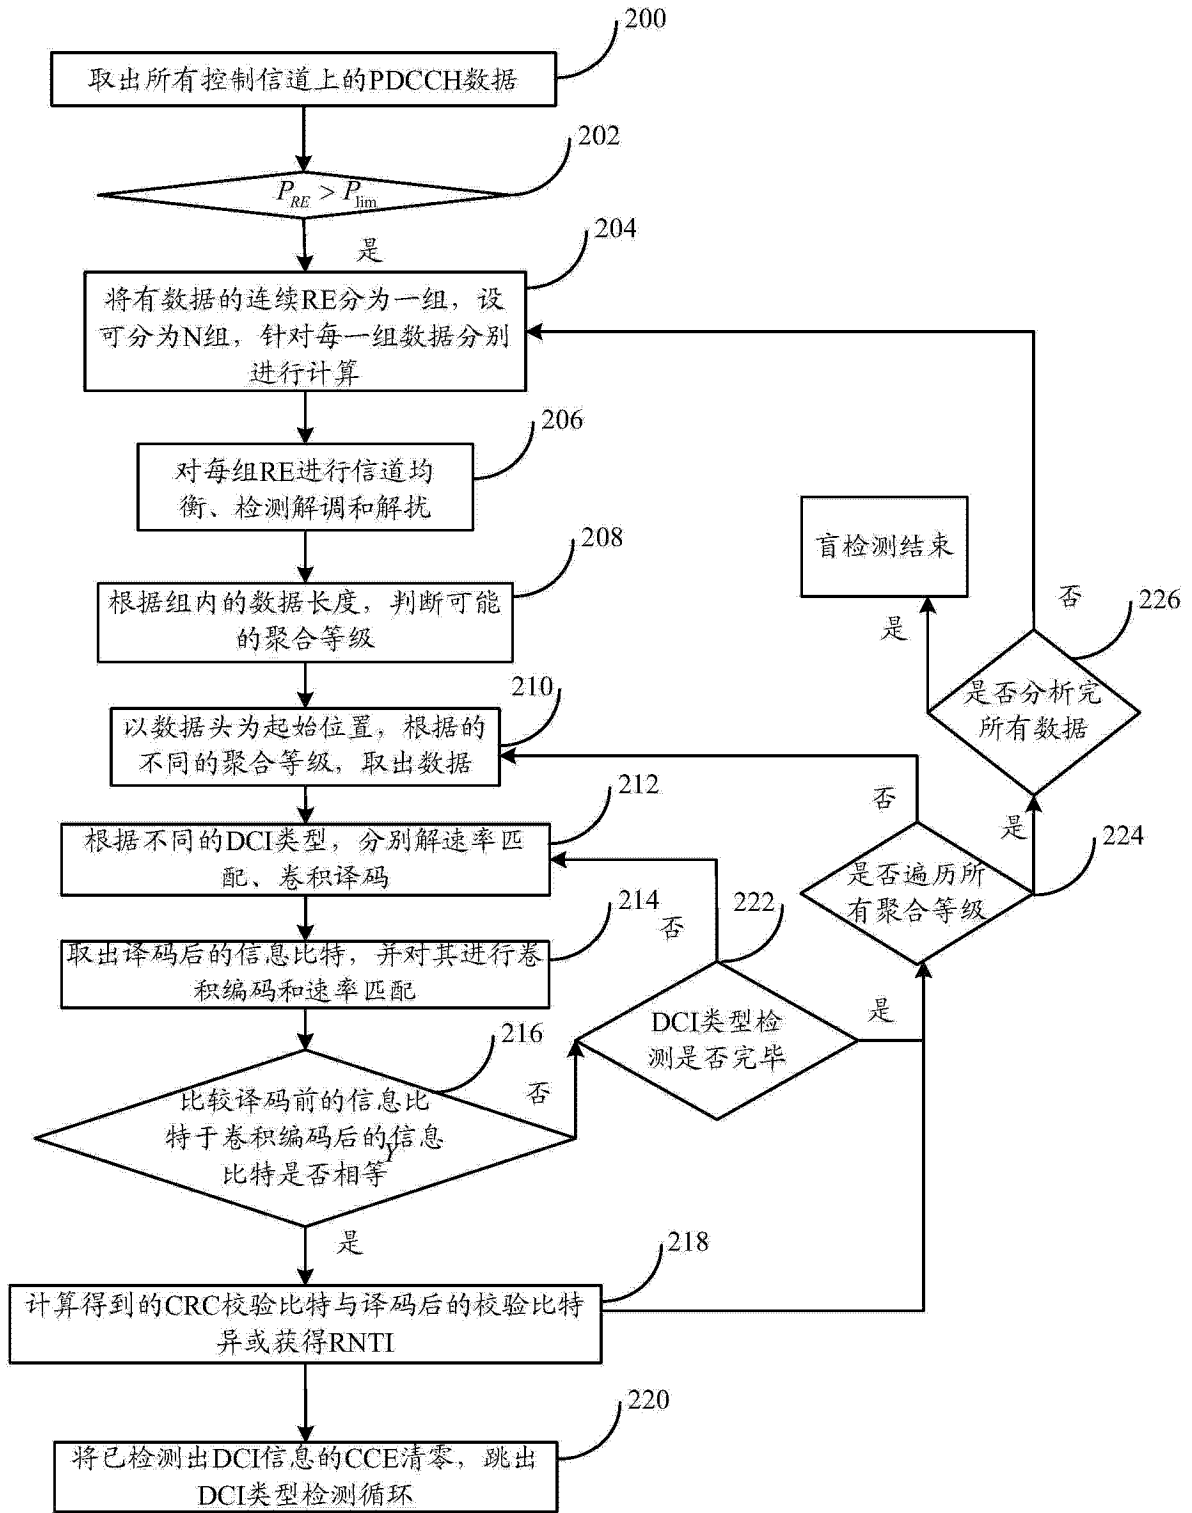 200
取出所有控制信道上的PDCCH数据
202
P_RE > P_lim
是
204
将有数据的连续RE分为一组，设
可分为N组，针对每一组数据分别
进行计算
206
对每组RE进行信道均
衡、检测解调和解扰
208
根据组内的数据长度，判断可能
的聚合等级
210
以数据头为起始位置，根据的
不同的聚合等级，取出数据
212
根据不同的DCI类型，分别解速率匹
配、卷积译码
214
取出译码后的信息比特，并对其进行卷
积编码和速率匹配
216
比较译码前的信息比
特于卷积编码后的信息
比特是否相等
Y
否
是
218
计算得到的CRC校验比特与译码后的校验比特
异或获得RNTI
220
将已检测出DCI信息的CCE清零，跳出
DCI类型检测循环
222
否
DCI类型检
测是否完毕
是
224
否
是否遍历所
有聚合等级
是
226
否
是否分析完
所有数据
是
盲检测结束